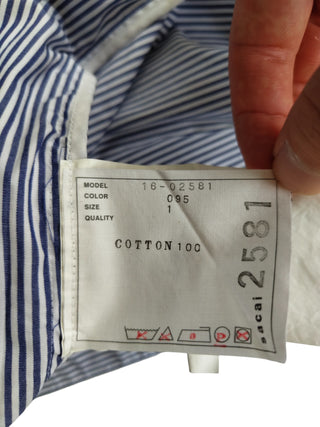 MODEL 16-02581
COLOR 095
SIZE 1
QUALITY
COTTON 100
sacai 2581